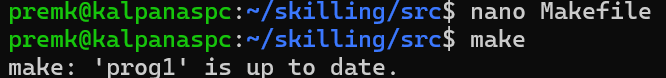 premk@kalpanaspc:~/skilling/src$ nano Makefile
premk@kalpanaspc:~/skilling/src$ make
make: 'prog1' is up to date.